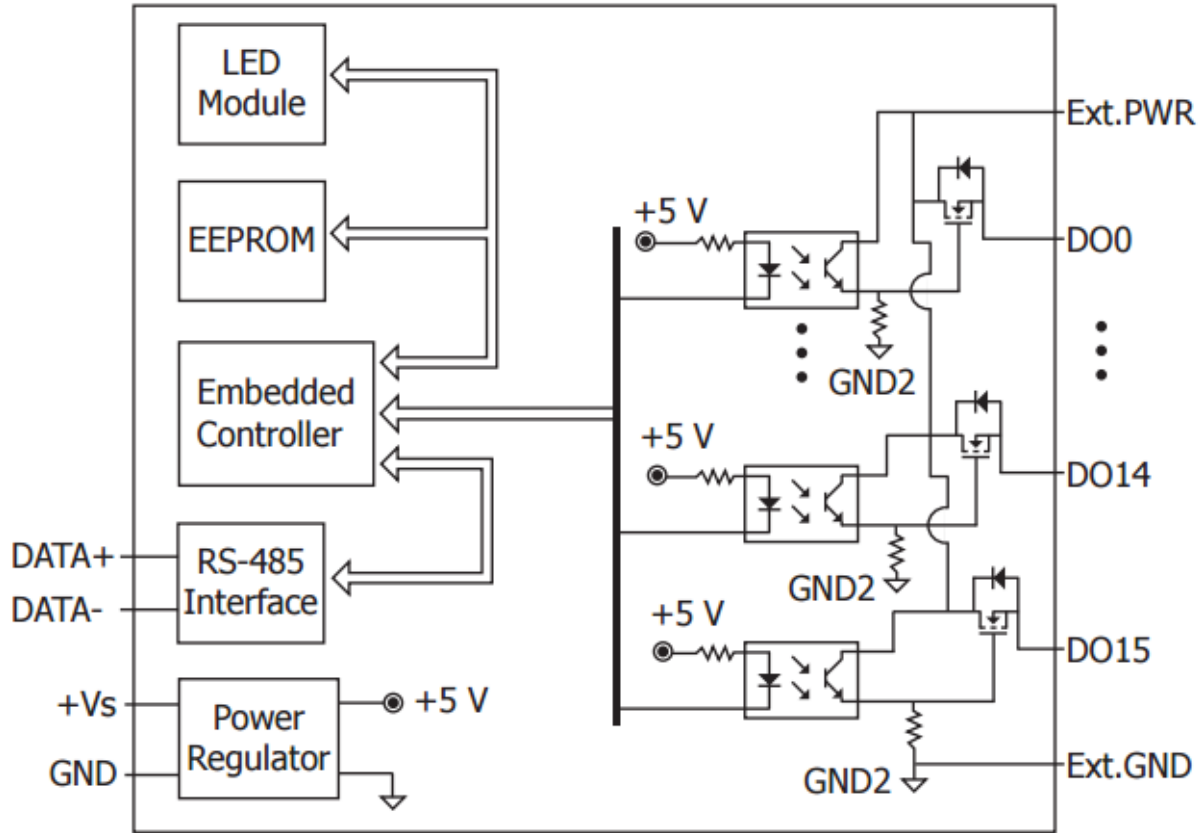 LED
Module
EEPROM
Embedded
Controller
RS-485
Interface
DATA+
DATA-
Power
Regulator
+Vs
GND
+5 V
+5 V
GND2
+5 V
GND2
+5 V
GND2
Ext.PWR
DO0
DO14
DO15
Ext.GND